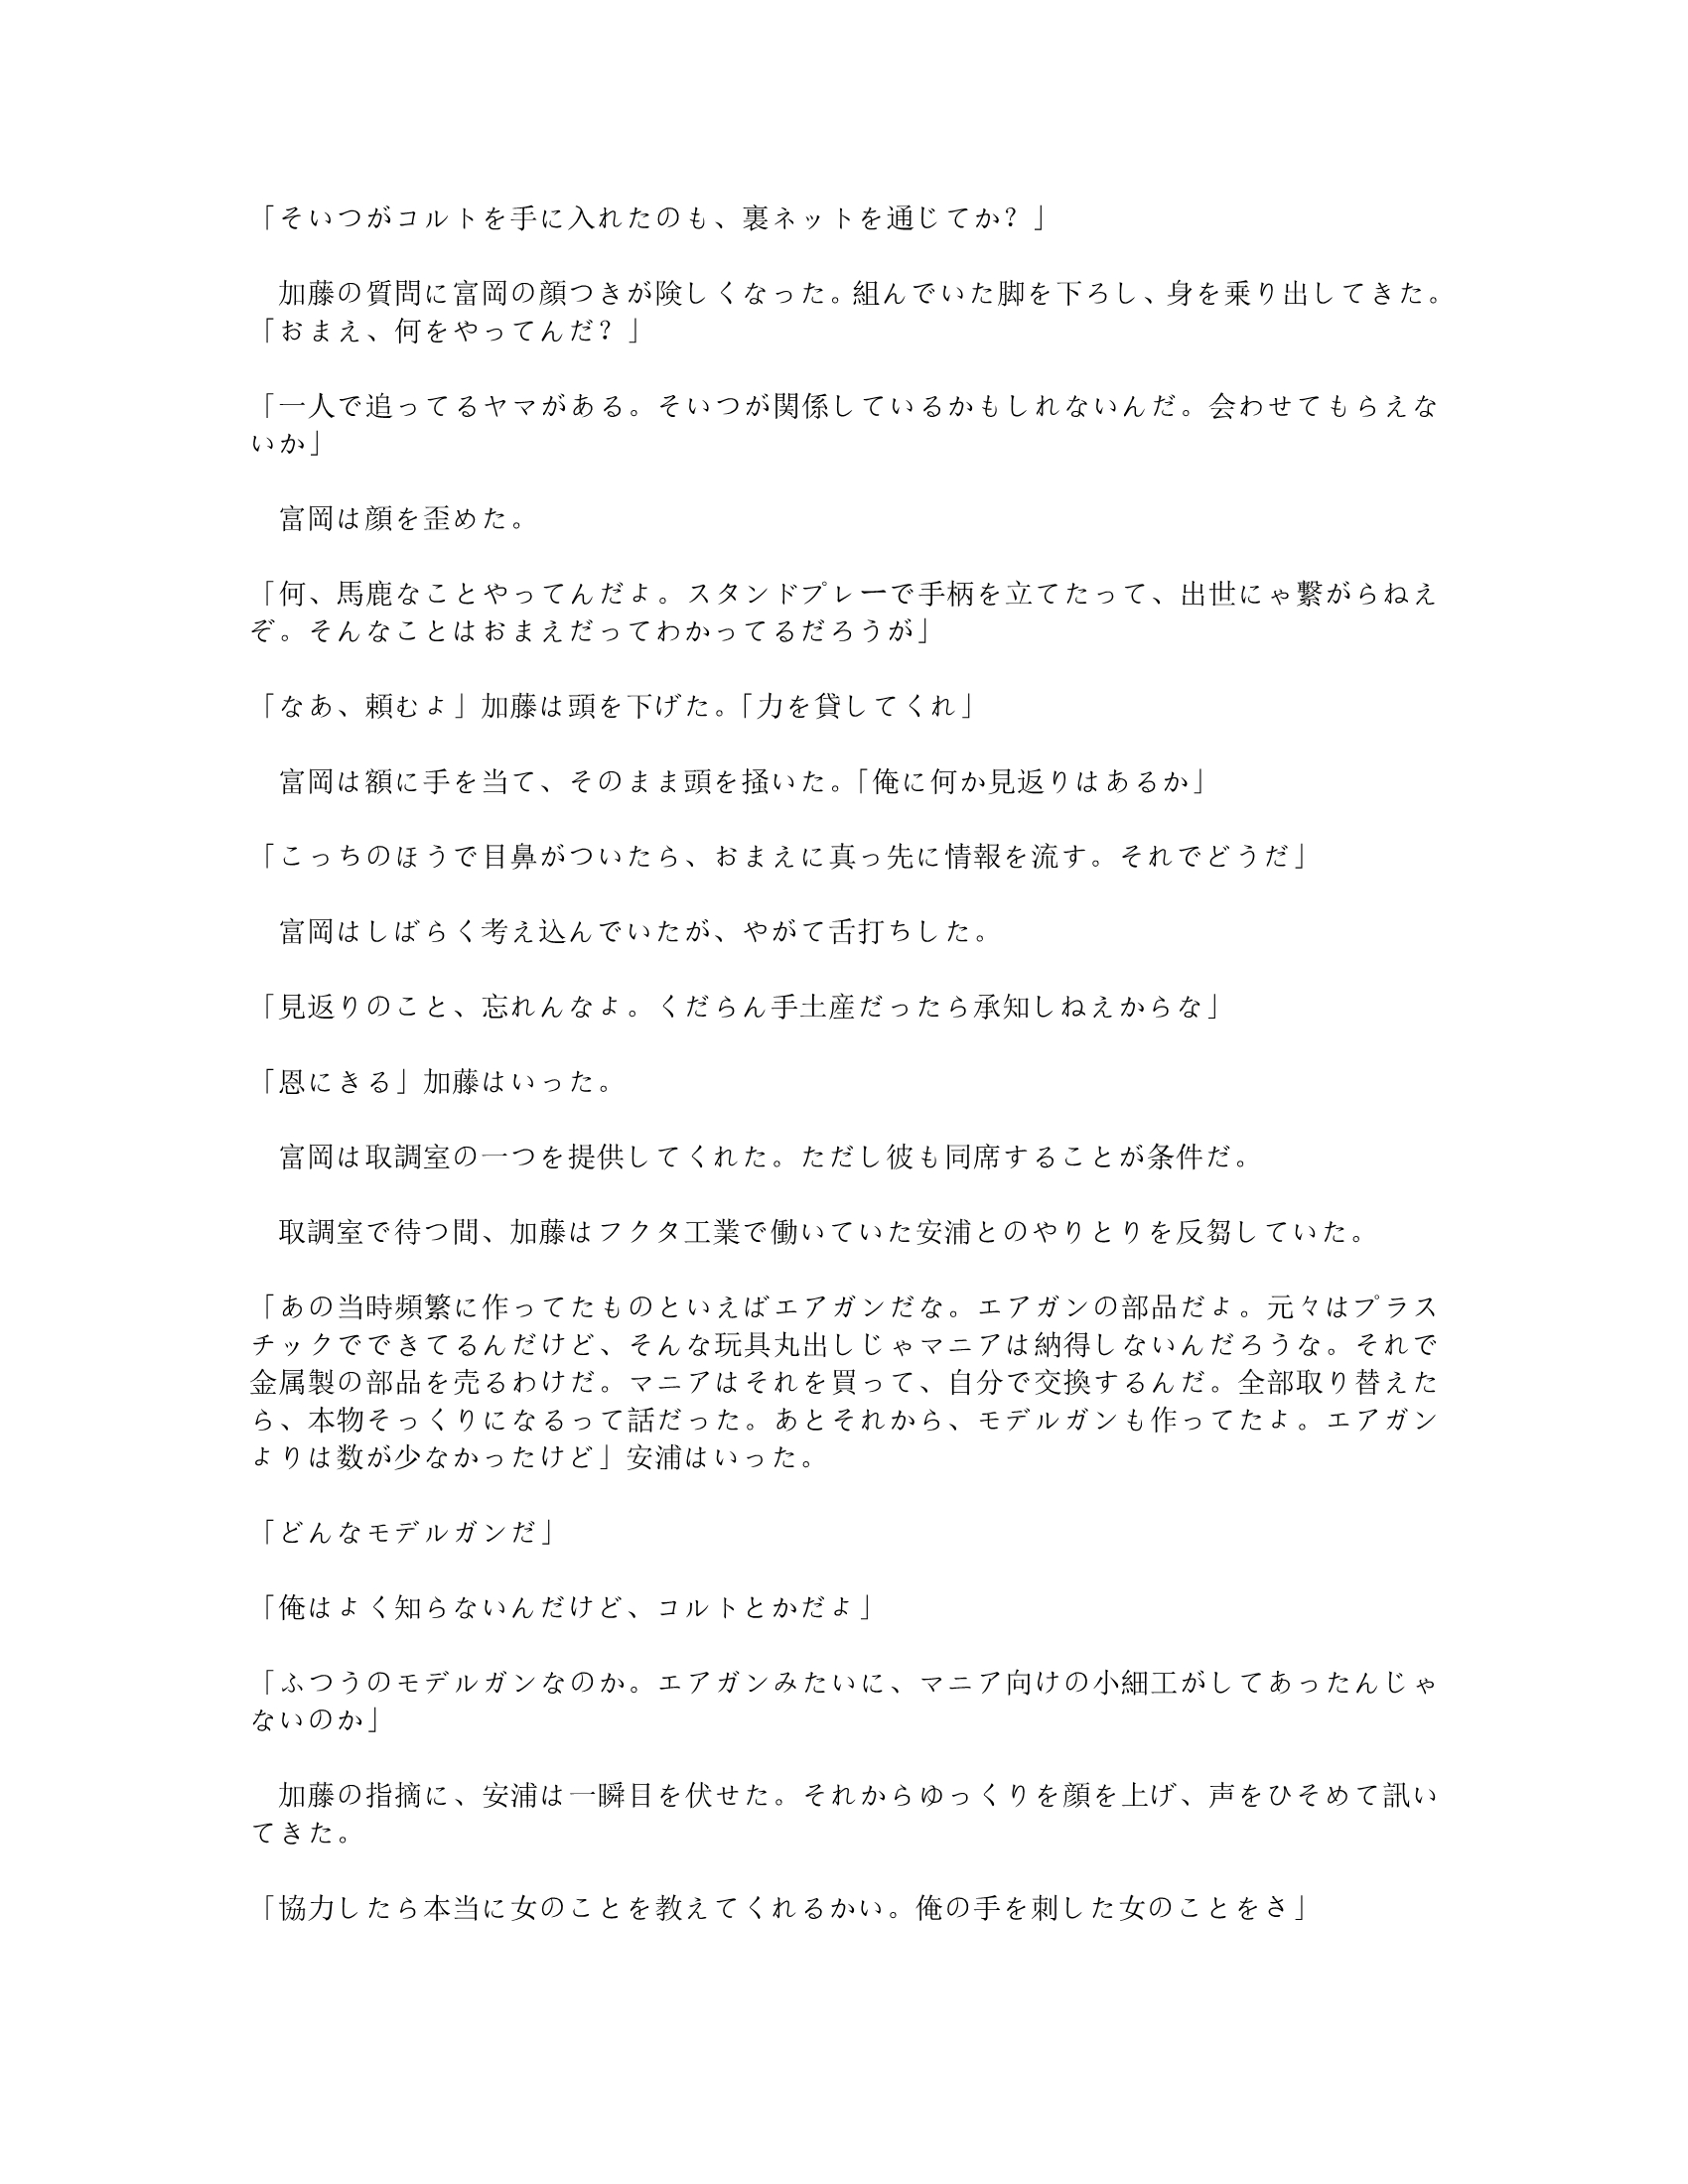 「そいつがコルトを手に入れたのも、裏ネットを通じてか？」
　加藤の質問に富岡の顔つきが険しくなった。組んでいた脚を下ろし、身を乗り出してきた。
「おまえ、何をやってんだ？」
「一人で追ってるヤマがある。そいつが関係しているかもしれないんだ。会わせてもらえな
いか」
　富岡は顔を歪めた。
「何、馬鹿なことやってんだよ。スタンドプレーで手柄を立てたって、出世にゃ繋がらねえ
ぞ。そんなことはおまえだってわかってるだろうが」
「なあ、頼むよ」加藤は頭を下げた。「力を貸してくれ」
　富岡は額に手を当て、そのまま頭を掻いた。「俺に何か見返りはあるか」
「こっちのほうで目鼻がついたら、おまえに真っ先に情報を流す。それでどうだ」
　富岡はしばらく考え込んでいたが、やがて舌打ちした。
「見返りのこと、忘れんなよ。くだらん手土産だったら承知しねえからな」
「恩にきる」加藤はいった。
　富岡は取調室の一つを提供してくれた。ただし彼も同席することが条件だ。
　取調室で待つ間、加藤はフクタ工業で働いていた安浦とのやりとりを反芻していた。
「あの当時頻繁に作ってたものといえばエアガンだな。エアガンの部品だよ。元々はプラス
チックでできてるんだけど、そんな玩具丸出しじゃマニアは納得しないんだろうな。それで
金属製の部品を売るわけだ。マニアはそれを買って、自分で交換するんだ。全部取り替えた
ら、本物そっくりになるって話だった。あとそれから、モデルガンも作ってたよ。エアガン
よりは数が少なかったけど」安浦はいった。
「どんなモデルガンだ」
「俺はよく知らないんだけど、コルトとかだよ」
「ふつうのモデルガンなのか。エアガンみたいに、マニア向けの小細工がしてあったんじゃ
ないのか」
　加藤の指摘に、安浦は一瞬目を伏せた。それからゆっくりを顔を上げ、声をひそめて訊い
てきた。
「協力したら本当に女のことを教えてくれるかい。俺の手を刺した女のことをさ」